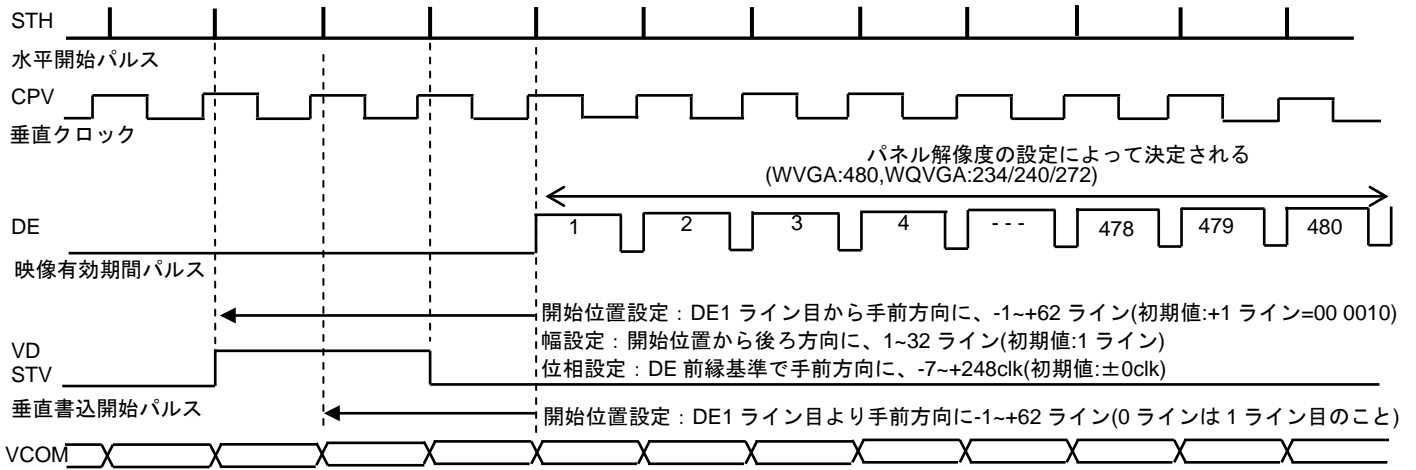 STH
水平開始パルス
CPV
垂直クロック
パネル解像度の設定によって決定される
(WVGA:480,WQVGA:234/240/272)
DE
1 2 3 4 - - - 478 479 480
映像有効期間パルス
開始位置設定：DE1 ライン目から手前方向に、-1~+62 ライン(初期値:+1 ライン=00 0010)
幅設定：開始位置から後ろ方向に、1~32 ライン(初期値:1 ライン)
VD
STV
位相設定：DE 前縁基準で手前方向に、-7~+248clk(初期値:±0clk)
垂直書込開始パルス
開始位置設定：DE1 ライン目より手前方向に-1~+62 ライン(0 ラインは 1 ライン目のこと)
VCOM